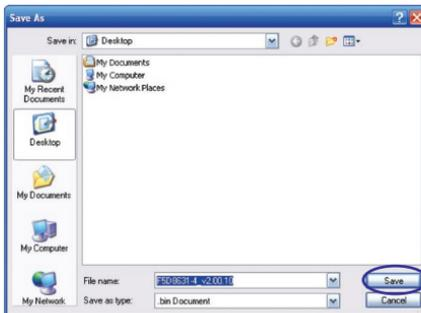 Save As
Save in:
Desktop
My Recent
Documents
Desktop
My Documents
My Computer
My Network
My Documents
My Computer
My Network Places
File name:
F5D8631-4_v2.00.10
Save
Save as type:
.bin Document
Cancel